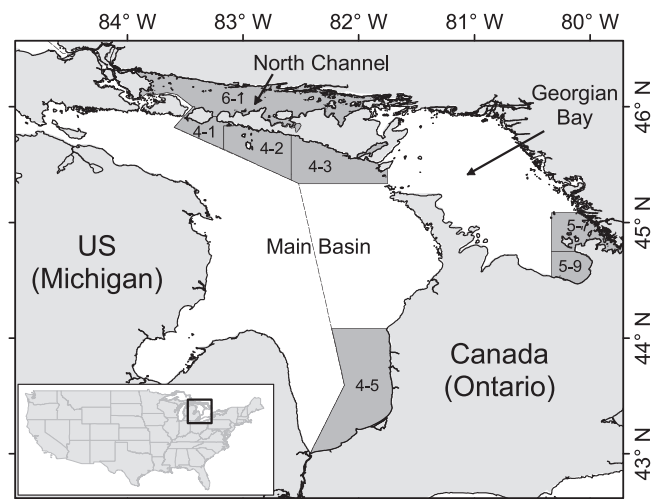 84° W 83° W 82° W 81° W 80° W
North Channel
6-1
Georgian
Bay
46° N
4-1
4-2
4-3
45° N
5-7
5-9
US
(Michigan)
Main Basin
44° N
Canada
(Ontario)
4-5
43° N